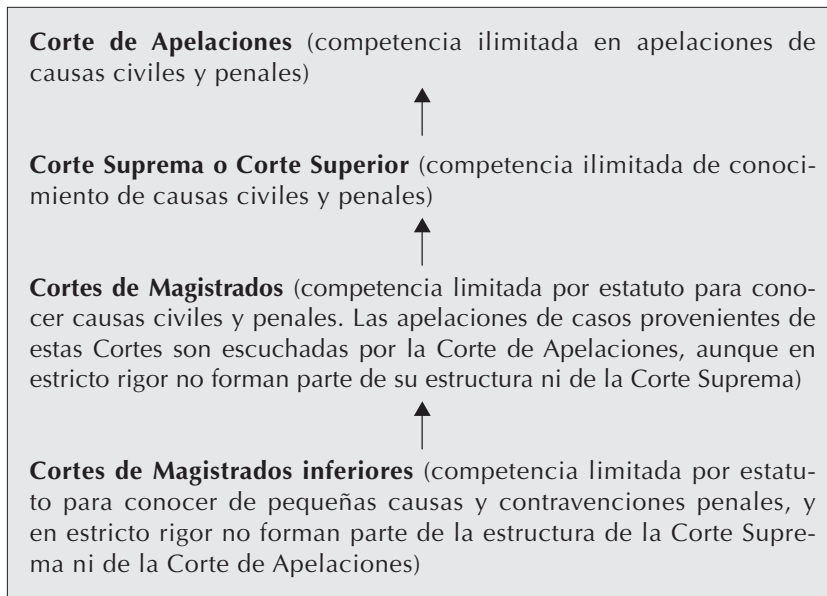 Corte de Apelaciones (competencia ilimitada en apelaciones de
causas civiles y penales)
Corte Suprema o Corte Superior (competencia ilimitada de conoci-
miento de causas civiles y penales)
Cortes de Magistrados (competencia limitada por estatuto para cono-
cer causas civiles y penales. Las apelaciones de casos provenientes de
estas Cortes son escuchadas por la Corte de Apelaciones, aunque en
estricto rigor no forman parte de su estructura ni de la Corte Suprema)
Cortes de Magistrados inferiores (competencia limitada por estatu-
to para conocer de pequeñas causas y contravenciones penales, y
en estricto rigor no forman parte de la estructura de la Corte Supre-
ma ni de la Corte de Apelaciones)